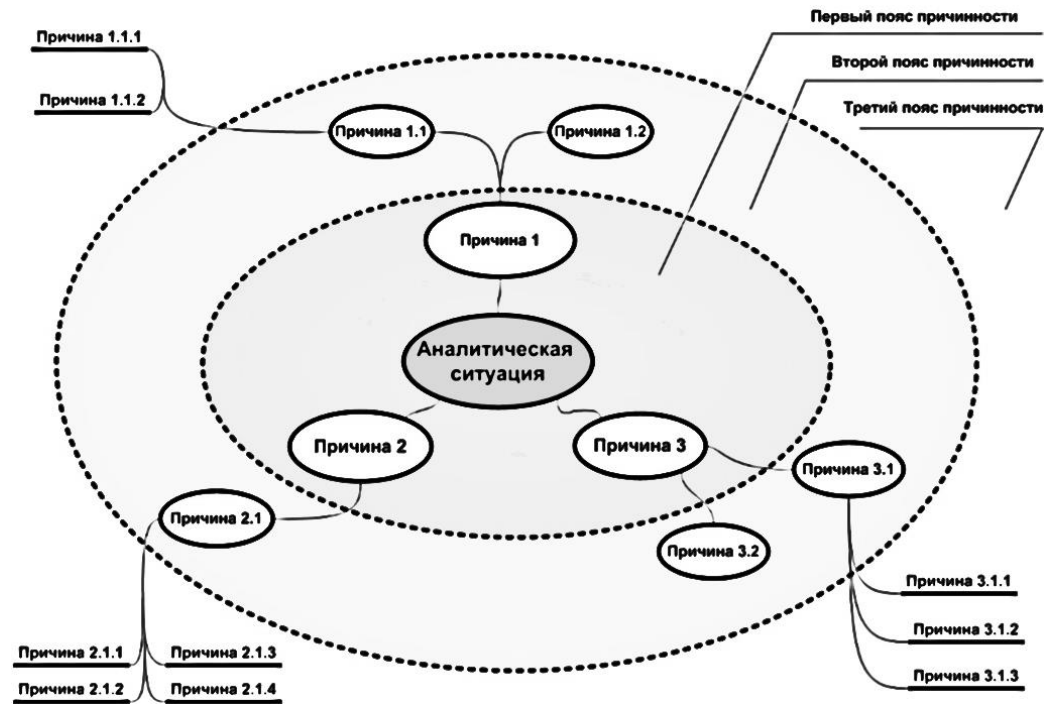 Первый пояс причинности
Причина 1.1.1
Второй пояс причинности
Причина 1.1.2
Третий пояс причинности
Причина 1.1
Причина 1.2
Причина 1
Аналитическая
ситуация
Причина 2
Причина 3
Причина 3.1
Причина 2.1
Причина 3.2
Причина 3.1.1
Причина 3.1.2
Причина 2.1.1
Причина 2.1.3
Причина 3.1.3
Причина 2.1.2
Причина 2.1.4